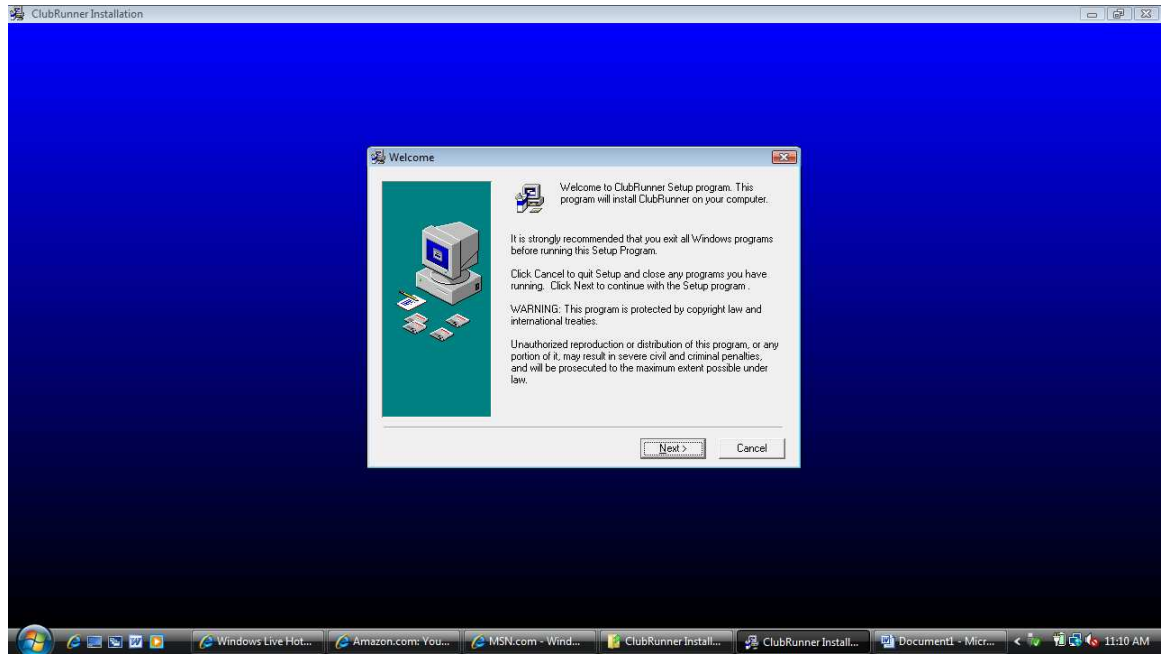 ClubRunner Installation
Welcome
Welcome to ClubRunner Setup program. This
program will install ClubRunner on your computer.
It is strongly recommended that you exit all Windows programs
before running this Setup Program.
Click Cancel to quit Setup and close any programs you have
running. Click Next to continue with the Setup program .
WARNING: This program is protected by copyright law and
international treaties.
Unauthorized reproduction or distribution of this program, or any
portion of it, may result in severe civil and criminal penalties,
and will be prosecuted to the maximum extent possible under
law.
Next >
Cancel
Windows Live Hot...
Amazon.com: You...
MSN.com - Wind...
ClubRunner Install...
ClubRunner Install...
Document1 - Micr...
11:10 AM